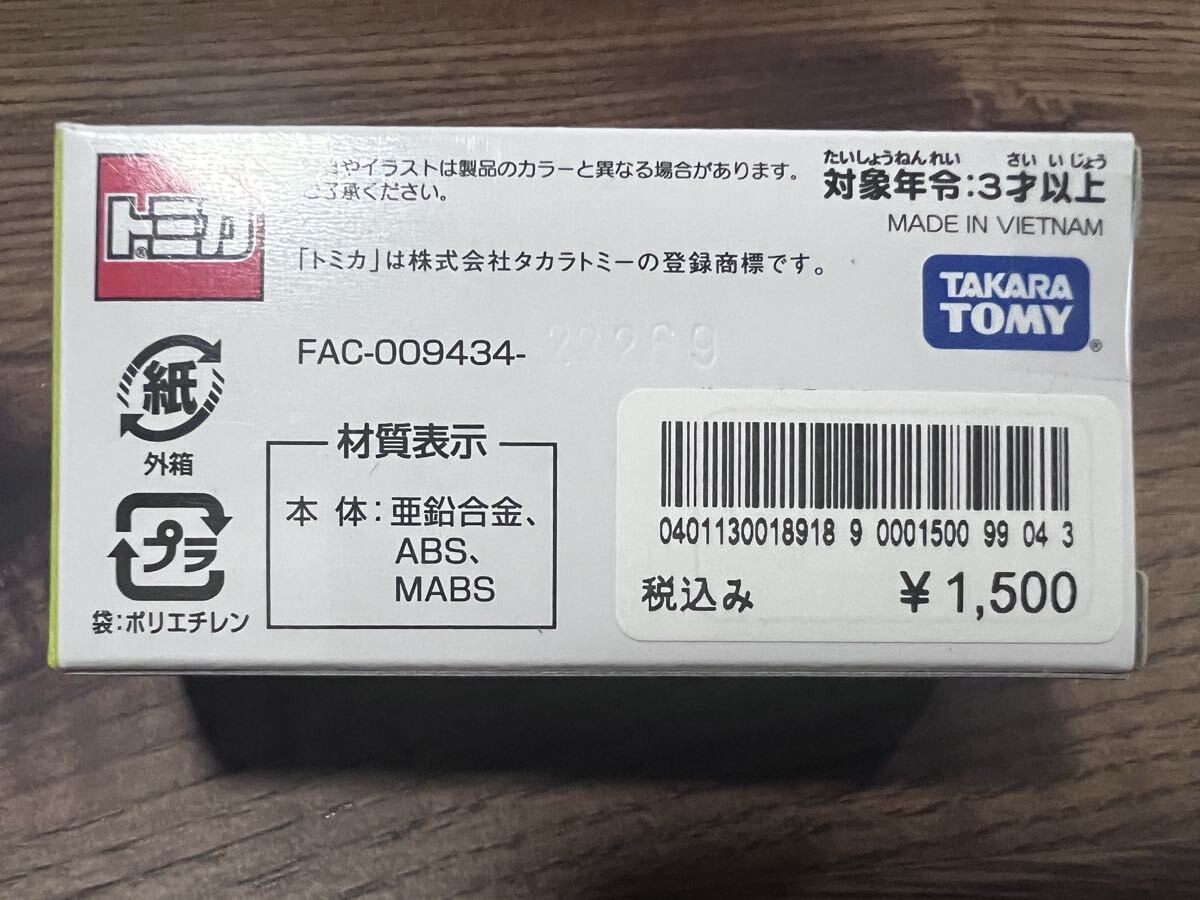 トミカ®
やイラストは製品のカラーと異なる場合があります。
ご了承ください。
たいしょうねんれい さい いじょう
対象年令:3才以上
MADE IN VIETNAM
「トミカ」は株式会社タカラトミーの登録商標です。
TAKARA
TOMY®
FAC-009434-
紙
外箱
プラ
袋:ポリエチレン
材質表示
本 体:亜鉛合金、
ABS、
MABS
0401130018918 9 0001500 99 04 3
税込み ¥1,500